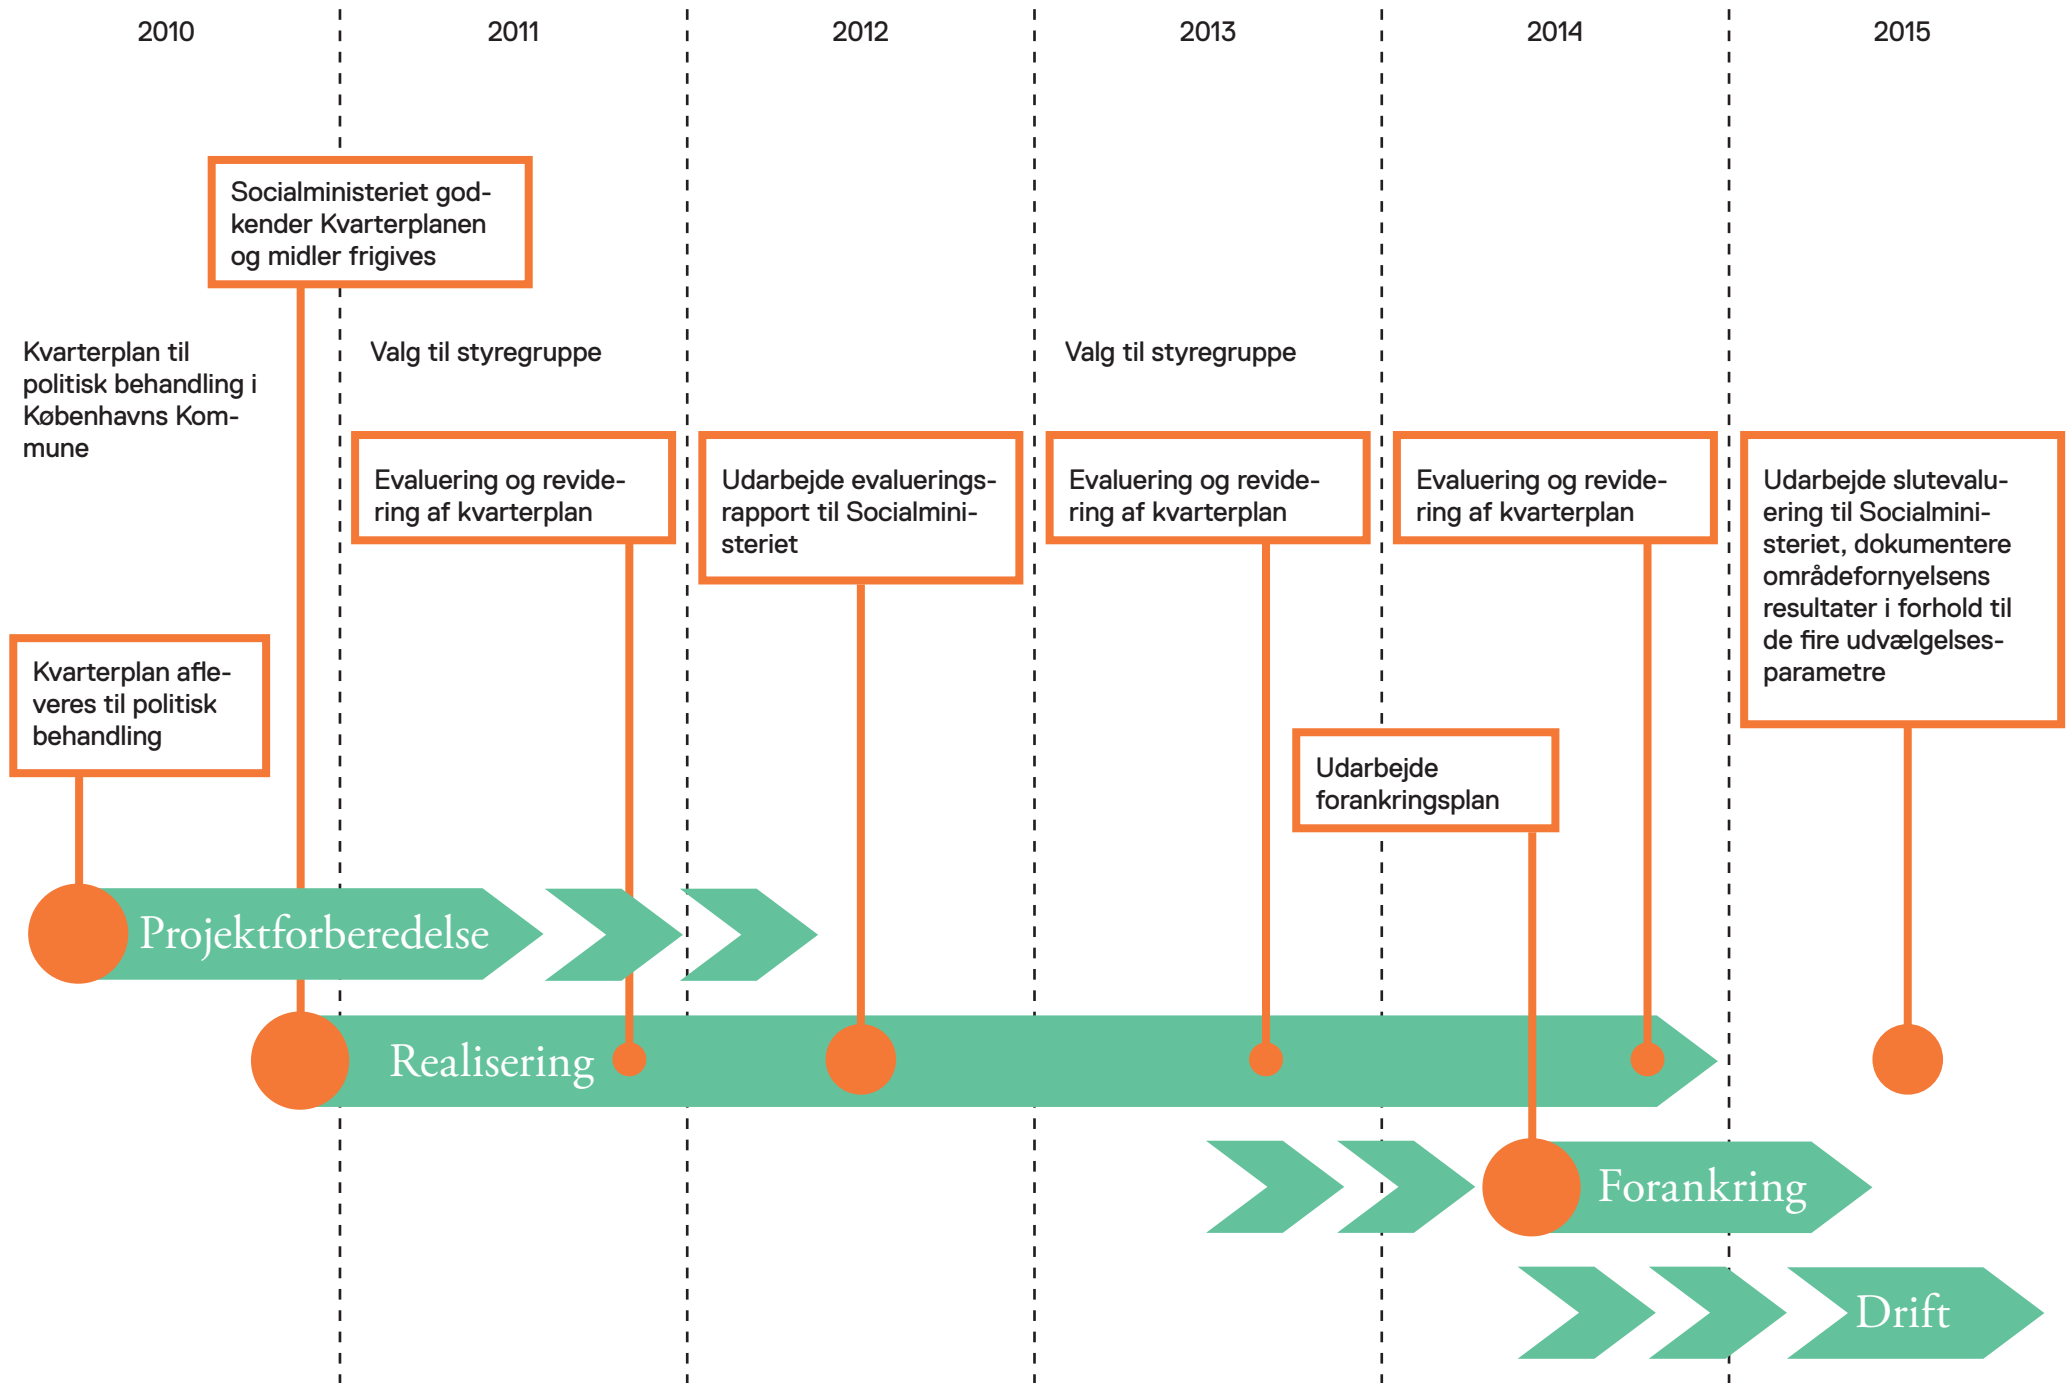 2010
2011
2012
2013
2014
2015
Socialministeriet god-
kender Kvarterplanen
og midler frigives
Kvarterplan til
politisk behandling i
Københavns Kom-
mune
Valg til styregruppe
Valg til styregruppe
Evaluering og revide-
ring af kvarterplan
Udarbejde evaluerings-
rapport til Socialmini-
steriet
Evaluering og revide-
ring af kvarterplan
Evaluering og revide-
ring af kvarterplan
Udarbejde slutevalu-
ering til Socialmini-
steriet, dokumentere
områdefornyelsens
resultater i forhold til
de fire udvælgelses-
parametre
Kvarterplan afle-
veres til politisk
behandling
Udarbejde
forankringsplan
Projektforberedelse
Realisering
Forankring
Drift